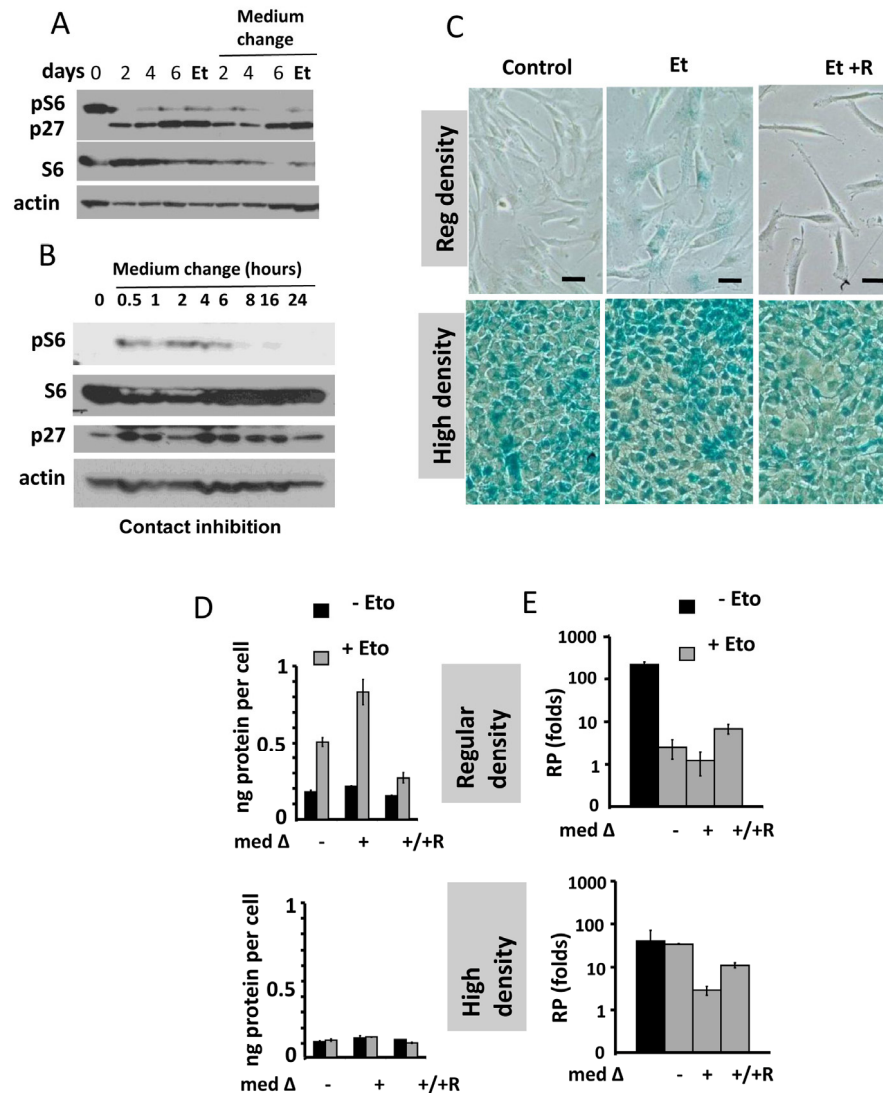 A
Medium
change
days 0 2 4 6 Et 2 4 6 Et
pS6
p27
S6
actin
B
Medium change (hours)
0 0.5 1 2 4 6 8 16 24
pS6
S6
p27
actin
Contact inhibition
C
Control Et Et +R
Reg density
High density
D
- Eto
+ Eto
ng protein per cell
1
0.5
0
med Δ - + +/+R
Regular
density
E
- Eto
+ Eto
RP (folds)
1000
100
10
1
0
med Δ - + +/+R
ng protein per cell
1
0.5
0
med Δ - + +/+R
High
density
RP (folds)
1000
100
10
1
0
med Δ - + +/+R